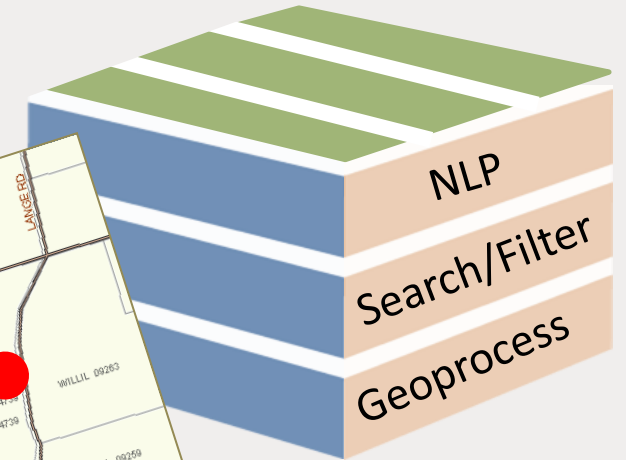 NLP
Search/Filter
Geoprocess
LANGE RD
WILLIL 09263
4739
09259